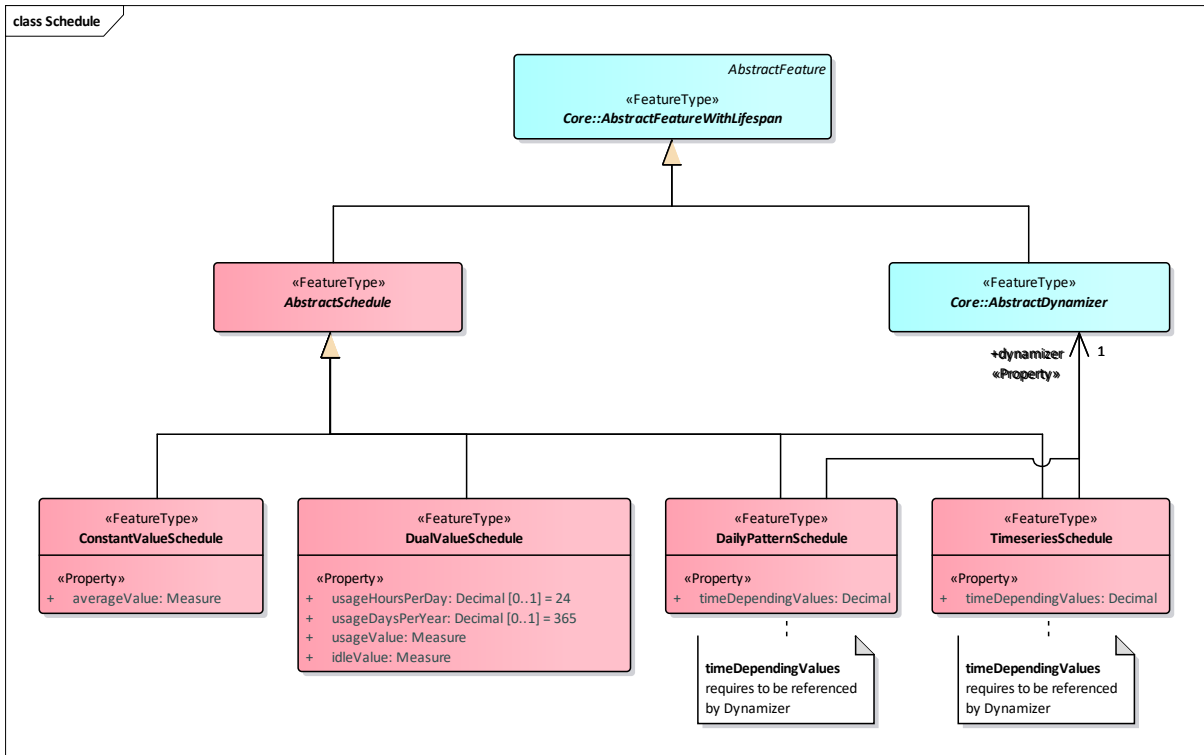 class Schedule
AbstractFeature
«FeatureType»
Core::AbstractFeatureWithLifespan
«FeatureType»
AbstractSchedule
«FeatureType»
Core::AbstractDynamizer
+dynamizer
1
«Property»
«FeatureType»
ConstantValueSchedule
«Property»
+ averageValue: Measure
«FeatureType»
DualValueSchedule
«Property»
+ usageHoursPerDay: Decimal [0..1] = 24
+ usageDaysPerYear: Decimal [0..1] = 365
+ usageValue: Measure
+ idleValue: Measure
«FeatureType»
DailyPatternSchedule
«Property»
+ timeDependingValues: Decimal
«FeatureType»
TimeseriesSchedule
«Property»
+ timeDependingValues: Decimal
timeDependingValues
requires to be referenced
by Dynamizer
timeDependingValues
requires to be referenced
by Dynamizer